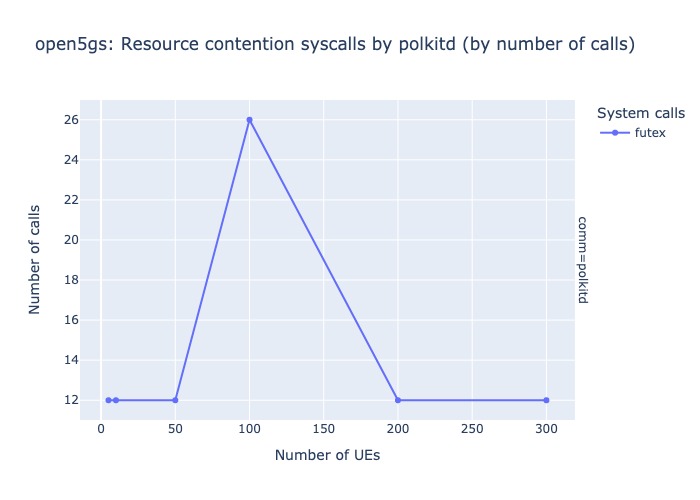 open5gs: Resource contention syscalls by polkitd (by number of calls)
System calls
futex
Number of calls
26
24
22
20
18
16
14
12
comm=polkitd
0 50 100 150 200 250 300
Number of UEs